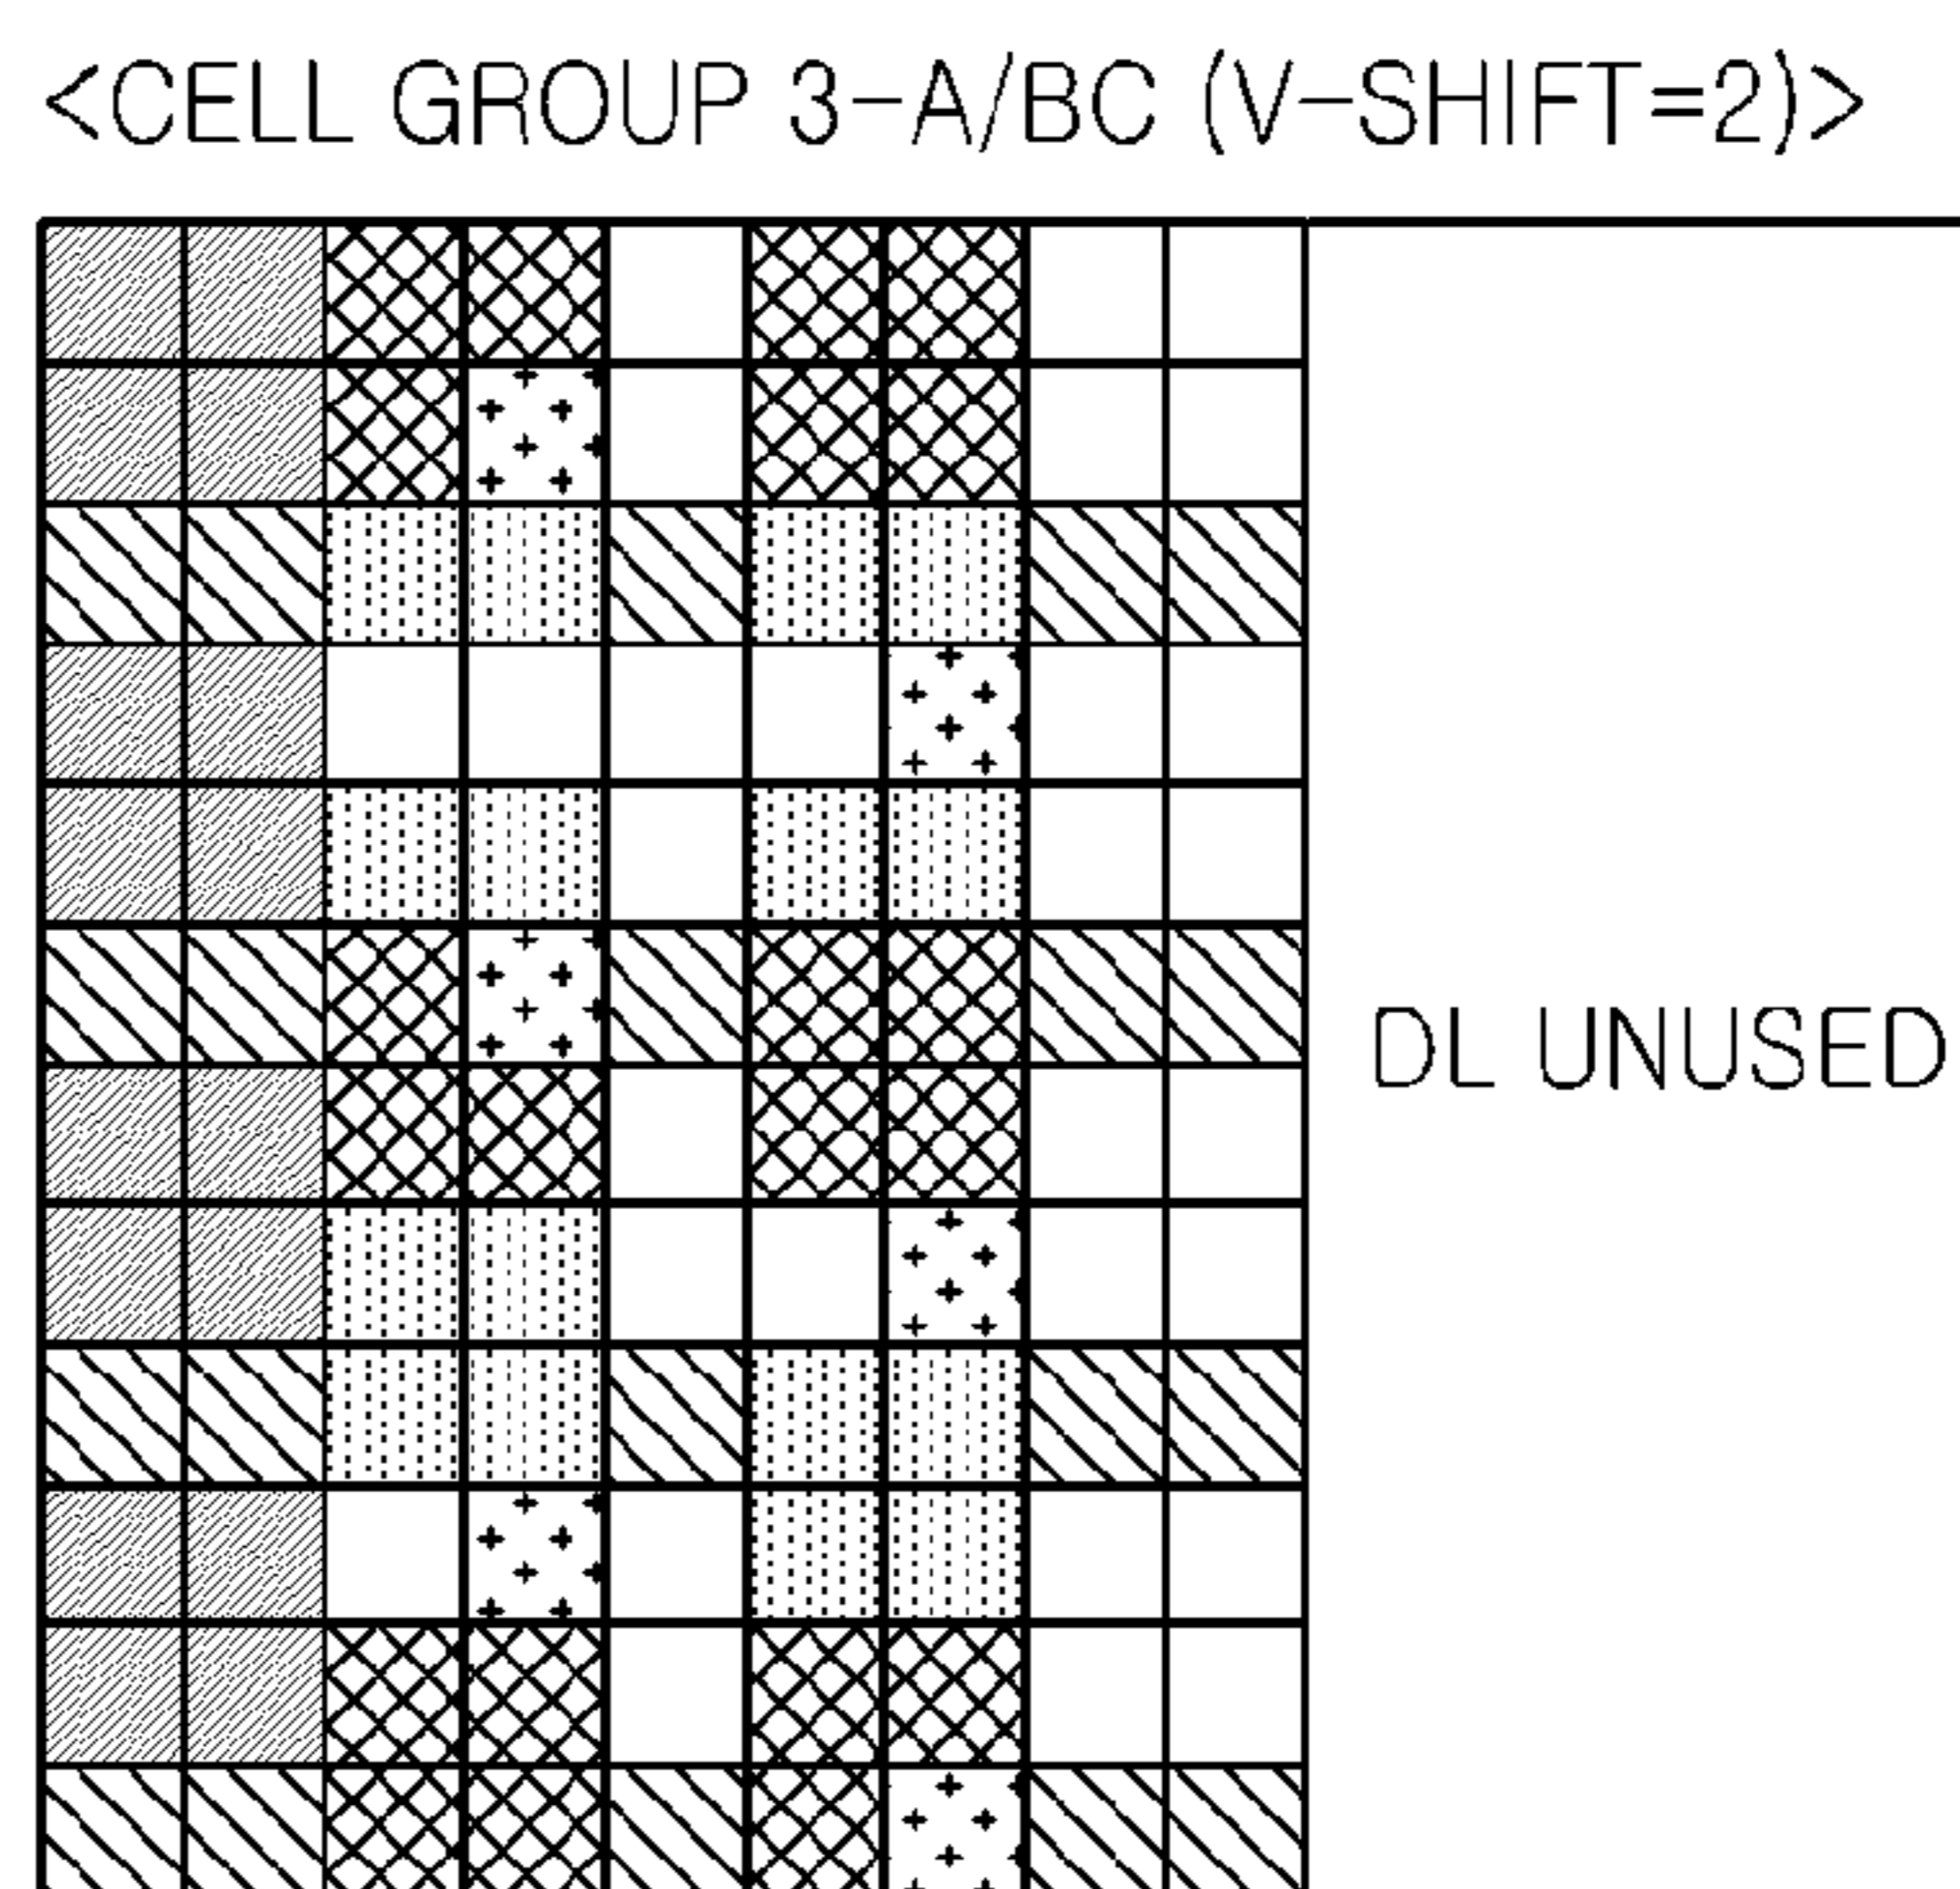 <CELL GROUP 3-A/BC (V-SHIFT=2)>
DL UNUSED